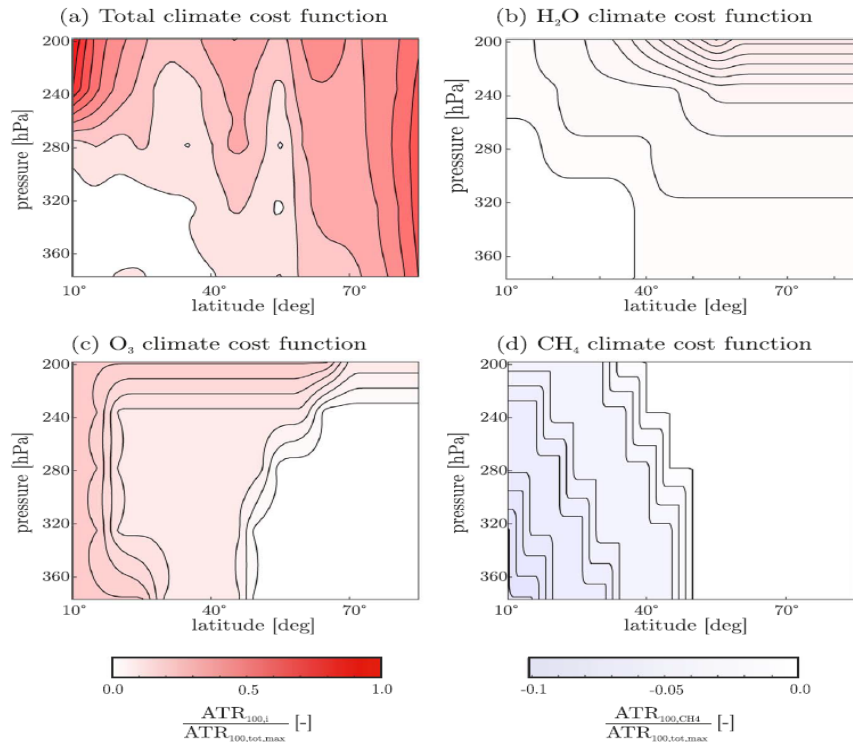 (a) Total climate cost function
(b) H₂O climate cost function
pressure [hPa]
200
240
280
320
360
10° 40° 70°
latitude [deg]
pressure [hPa]
200
240
280
320
360
10° 40° 70°
latitude [deg]
(c) O₃ climate cost function
(d) CH₄ climate cost function
pressure [hPa]
200
240
280
320
360
10° 40° 70°
latitude [deg]
pressure [hPa]
200
240
280
320
360
10° 40° 70°
latitude [deg]
0.0 0.5 1.0
ATR₁₀₀,ᵢ
ATR₁₀₀,tot,max
[-]
-0.1 -0.05 0.0
ATR₁₀₀,CH4
ATR₁₀₀,tot,max
[-]